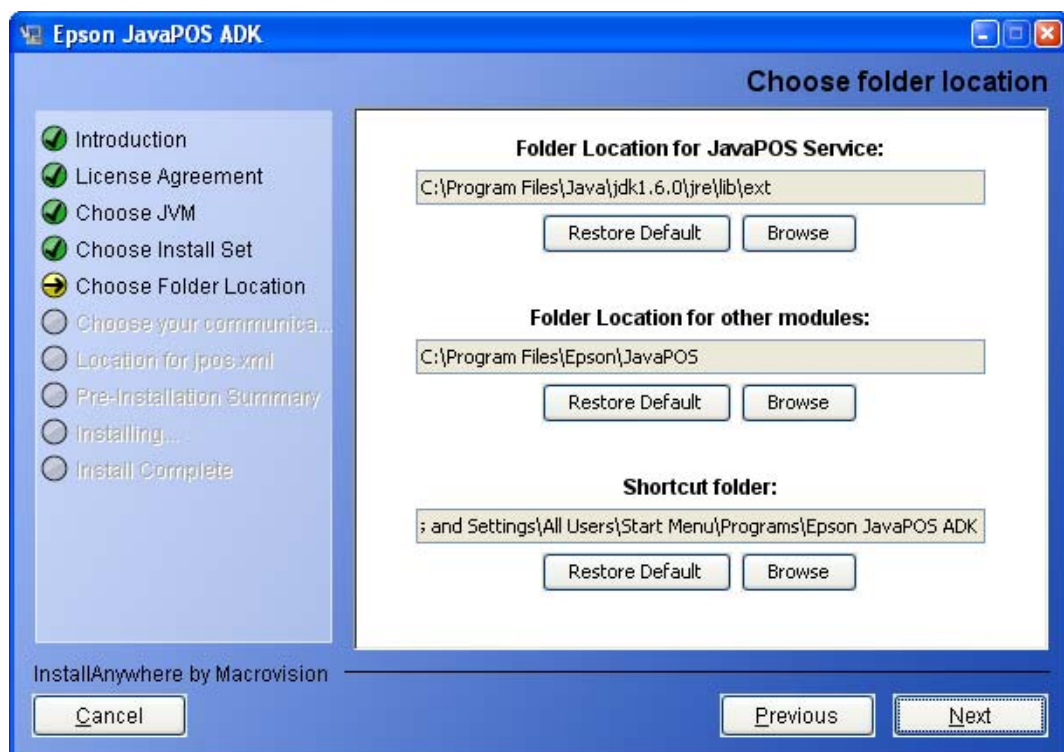 Epson JavaPOS ADK
Choose folder location
Introduction
License Agreement
Choose JVM
Choose Install Set
Choose Folder Location
Choose your communica...
Location for jpos.xml
Pre-Installation Summary
Installing...
Install Complete
Folder Location for JavaPOS Service:
C:\Program Files\Java\jdk1.6.0\jre\lib\ext
Restore Default
Browse
Folder Location for other modules:
C:\Program Files\Epson\JavaPOS
Restore Default
Browse
Shortcut folder:
and Settings\All Users\Start Menu\Programs\Epson JavaPOS ADK
Restore Default
Browse
InstallAnywhere by Macrovision
Cancel
Previous
Next